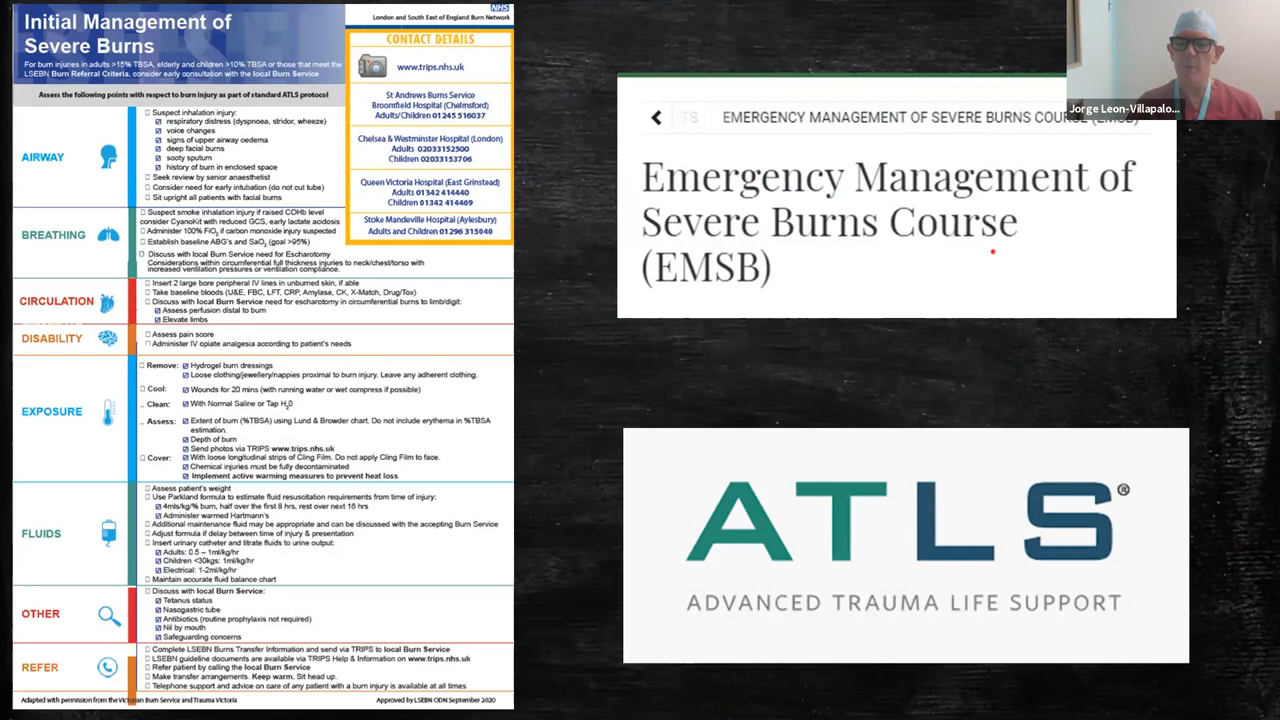 Initial Management of
Severe Burns
For burn injuries in adults >15% TBSA, elderly and children >10% TBSA or those that meet the
LSEBN Burn Referral Criteria, consider early consultation with the local Burn Service
Assess the following points with respect to burn injury as part of standard ATLS protocol
NHS
London and South East of England Burn Network
CONTACT DETAILS
www.trips.nhs.uk
St Andrews Burns Service
Broomfield Hospital (Chelmsford)
Adults/Children 01245 516037
Chelsea & Westminster Hospital (London)
Adults 02033152500
Children 02033153706
Queen Victoria Hospital (East Grinstead)
Adults 01342 414440
Children 01342 414469
Stoke Mandeville Hospital (Aylesbury)
Adults and Children 01296 315040
AIRWAY
Suspect inhalation injury:
respiratory distress (dyspnoea, stridor, wheeze)
voice changes
signs of upper airway oedema
deep facial burns
sooty sputum
history of burn in enclosed space
Seek review by senior anaesthetist
Consider need for early intubation (do not cut tube)
Sit upright all patients with facial burns
BREATHING
Suspect smoke inhalation injury if raised COHb level
consider CyanoKit with reduced GCS, early lactate acidosis
Administer 100% FiO2 if carbon monoxide injury suspected
Establish baseline ABG's and SaO2 (goal >95%)
Discuss with local Burn Service need for Escharotomy
Considerations within circumferential full thickness injuries to neck/chest/torso with
increased ventilation pressures or ventilation compliance.
CIRCULATION
Insert 2 large bore peripheral IV lines in unburned skin, if able
Take baseline bloods (U&E, FBC, LFT, CRP, Amylase, CK, X-Match, Drug/Tox)
Discuss with local Burn Service need for escharotomy in circumferential burns to limb/digit:
Assess perfusion distal to burn
Elevate limbs
DISABILITY
Assess pain score
Administer IV opiate analgesia according to patient's needs
EXPOSURE
Remove: Hydrogel burn dressings
Loose clothing/jewellery/nappies proximal to burn injury. Leave any adherent clothing.
Cool: Wounds for 20 mins (with running water or wet compress if possible)
Clean: With Normal Saline or Tap H20
Assess: Extent of burn (%TBSA) using Lund & Browder chart. Do not include erythema in %TBSA
estimation.
Depth of burn
Send photos via TRIPS www.trips.nhs.uk
Cover: With loose longitudinal strips of Cling Film. Do not apply Cling Film to face.
Chemical injuries must be fully decontaminated
Implement active warming measures to prevent heat loss
FLUIDS
Assess patient's weight
Use Parkland formula to estimate fluid resuscitation requirements from time of injury:
4mls/kg/% burn, half over the first 8 hrs, rest over next 16 hrs
Administer warmed Hartmann's
Additional maintenance fluid may be appropriate and can be discussed with the accepting Burn Service
Adjust formula if delay between time of injury & presentation
Insert urinary catheter and titrate fluids to urine output:
Adults: 0.5 – 1ml/kg/hr
Children <30kgs: 1ml/kg/hr
Electrical: 1-2ml/kg/hr
Maintain accurate fluid balance chart
OTHER
Discuss with local Burn Service:
Tetanus status
Nasogastric tube
Antibiotics (routine prophylaxis not required)
Nil by mouth
Safeguarding concerns
REFER
Complete LSEBN Burns Transfer Information and send via TRIPS to local Burn Service
LSEBN guideline documents are available via TRIPS Help & Information on www.trips.nhs.uk
Refer patient by calling the local Burn Service
Make transfer arrangements. Keep warm. Sit head up.
Telephone support and advice on care of any patient with a burn injury is available at all times
Adapted with permission from the Victorian Burn Service and Trauma Victoria
Approved by LSEBN ODN September 2020
TS EMERGENCY MANAGEMENT OF SEVERE BURNS COURSE (EMSB)
Emergency Management of
Severe Burns Course
(EMSB)
ATLS®
ADVANCED TRAUMA LIFE SUPPORT
Jorge Leon-Villapalo...